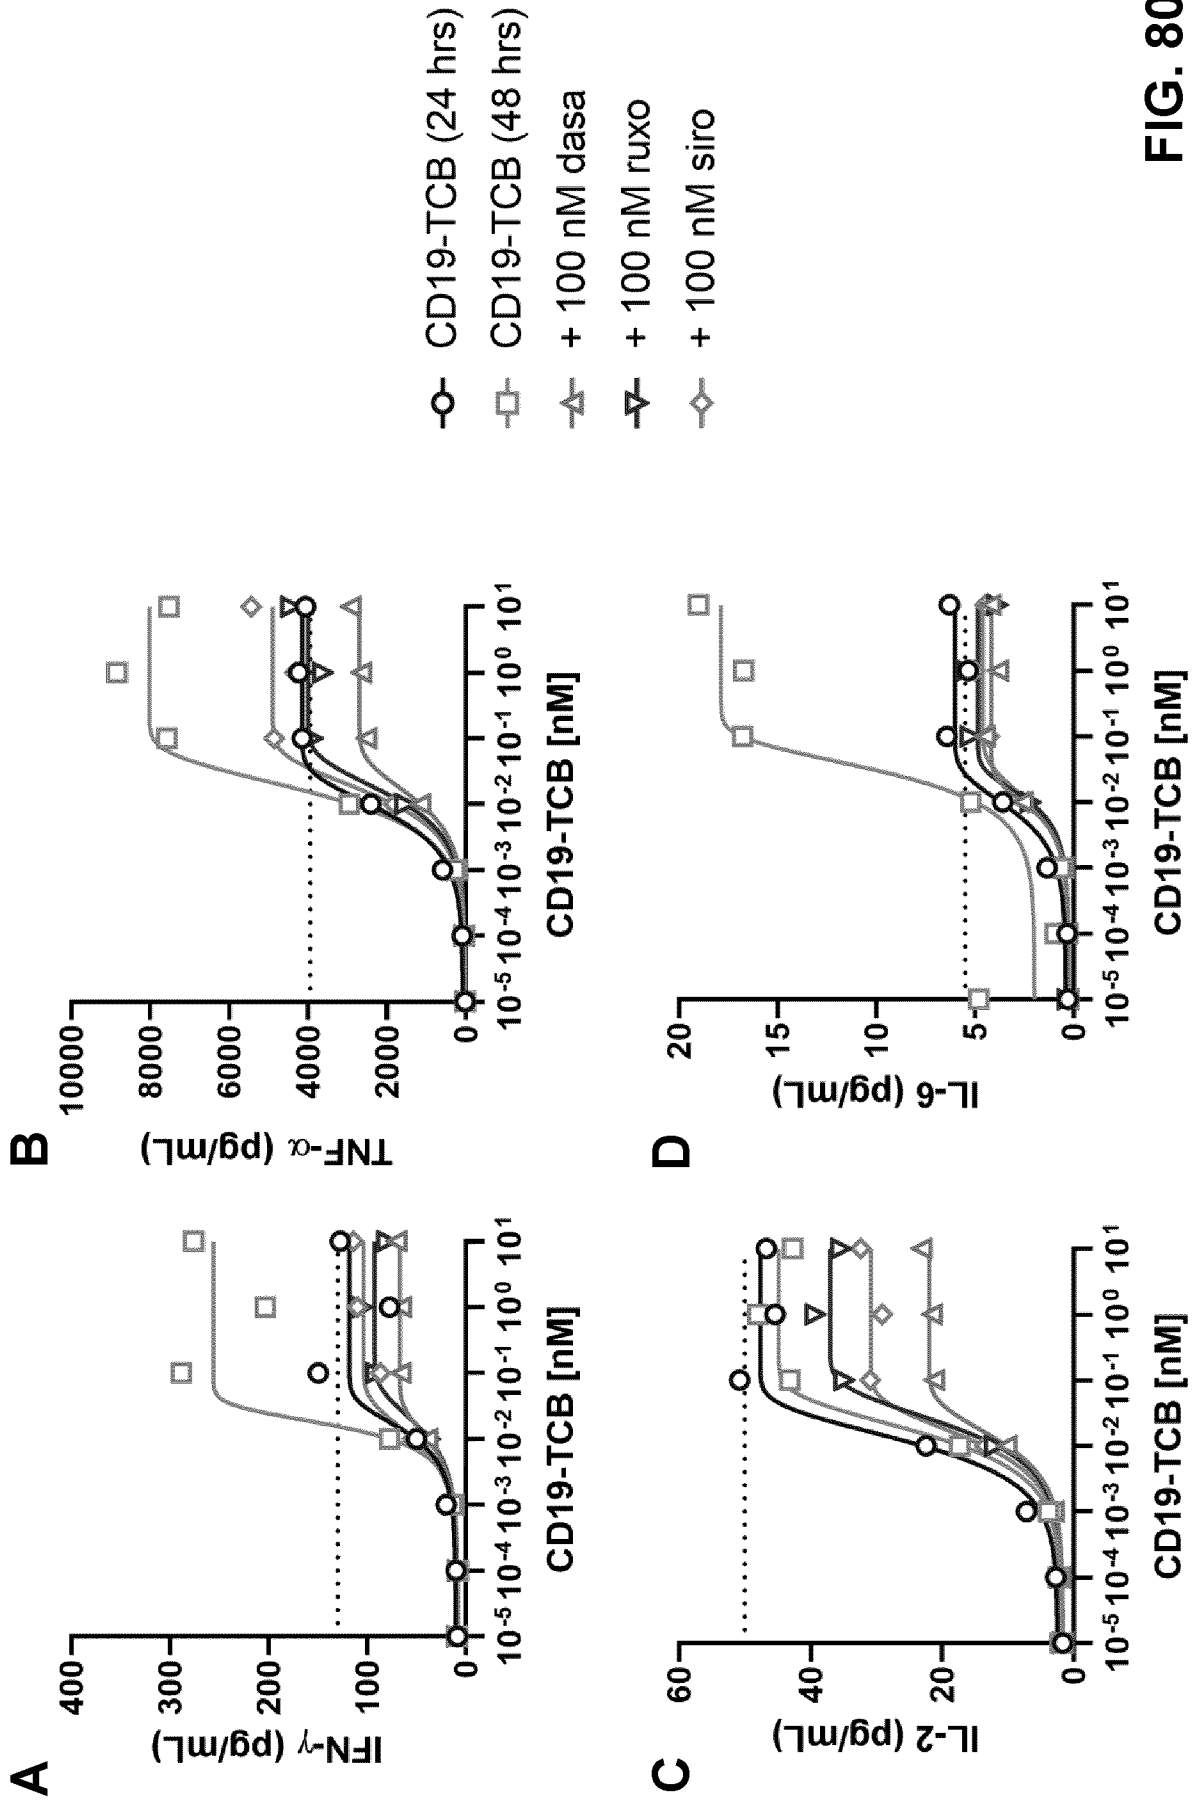 A
IFN-γ (pg/mL)
400
300
200
100
0
10⁻⁵ 10⁻⁴ 10⁻³ 10⁻² 10⁻¹ 10⁰ 10¹
CD19-TCB [nM]
B
TNF-α (pg/mL)
10000
8000
6000
4000
2000
0
10⁻⁵ 10⁻⁴ 10⁻³ 10⁻² 10⁻¹ 10⁰ 10¹
CD19-TCB [nM]
C
IL-2 (pg/mL)
60
40
20
0
10⁻⁵ 10⁻⁴ 10⁻³ 10⁻² 10⁻¹ 10⁰ 10¹
CD19-TCB [nM]
D
IL-6 (pg/mL)
20
15
10
5
0
10⁻⁵ 10⁻⁴ 10⁻³ 10⁻² 10⁻¹ 10⁰ 10¹
CD19-TCB [nM]
CD19-TCB (24 hrs)
CD19-TCB (48 hrs)
+ 100 nM dasa
+ 100 nM ruxo
+ 100 nM siro
FIG. 80